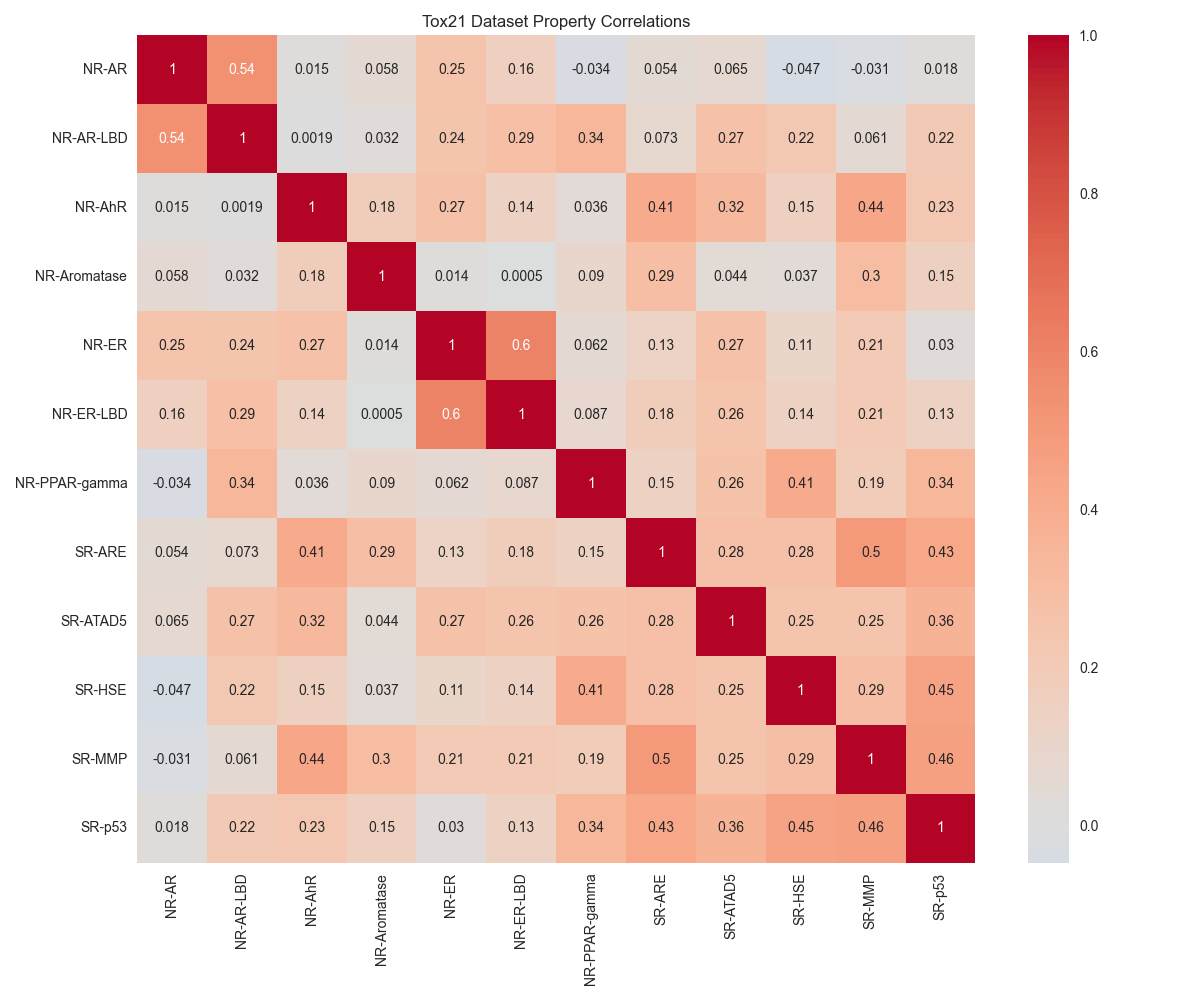 Tox21 Dataset Property Correlations
NR-AR 1 0.54 0.015 0.058 0.25 0.16 -0.034 0.054 0.065 -0.047 -0.031 0.018
NR-AR-LBD 0.54 1 0.0019 0.032 0.24 0.29 0.34 0.073 0.27 0.22 0.061 0.22
NR-AhR 0.015 0.0019 1 0.18 0.27 0.14 0.036 0.41 0.32 0.15 0.44 0.23
NR-Aromatase 0.058 0.032 0.18 1 0.014 0.0005 0.09 0.29 0.044 0.037 0.3 0.15
NR-ER 0.25 0.24 0.27 0.014 1 0.6 0.062 0.13 0.27 0.11 0.21 0.03
NR-ER-LBD 0.16 0.29 0.14 0.0005 0.6 1 0.087 0.18 0.26 0.14 0.21 0.13
NR-PPAR-gamma -0.034 0.34 0.036 0.09 0.062 0.087 1 0.15 0.26 0.41 0.19 0.34
SR-ARE 0.054 0.073 0.41 0.29 0.13 0.18 0.15 1 0.28 0.28 0.5 0.43
SR-ATAD5 0.065 0.27 0.32 0.044 0.27 0.26 0.26 0.28 1 0.25 0.25 0.36
SR-HSE -0.047 0.22 0.15 0.037 0.11 0.14 0.41 0.28 0.25 1 0.29 0.45
SR-MMP -0.031 0.061 0.44 0.3 0.21 0.21 0.19 0.5 0.25 0.29 1 0.46
SR-p53 0.018 0.22 0.23 0.15 0.03 0.13 0.34 0.43 0.36 0.45 0.46 1
NR-AR
NR-AR-LBD
NR-AhR
NR-Aromatase
NR-ER
NR-ER-LBD
NR-PPAR-gamma
SR-ARE
SR-ATAD5
SR-HSE
SR-MMP
SR-p53
1.0
0.8
0.6
0.4
0.2
0.0